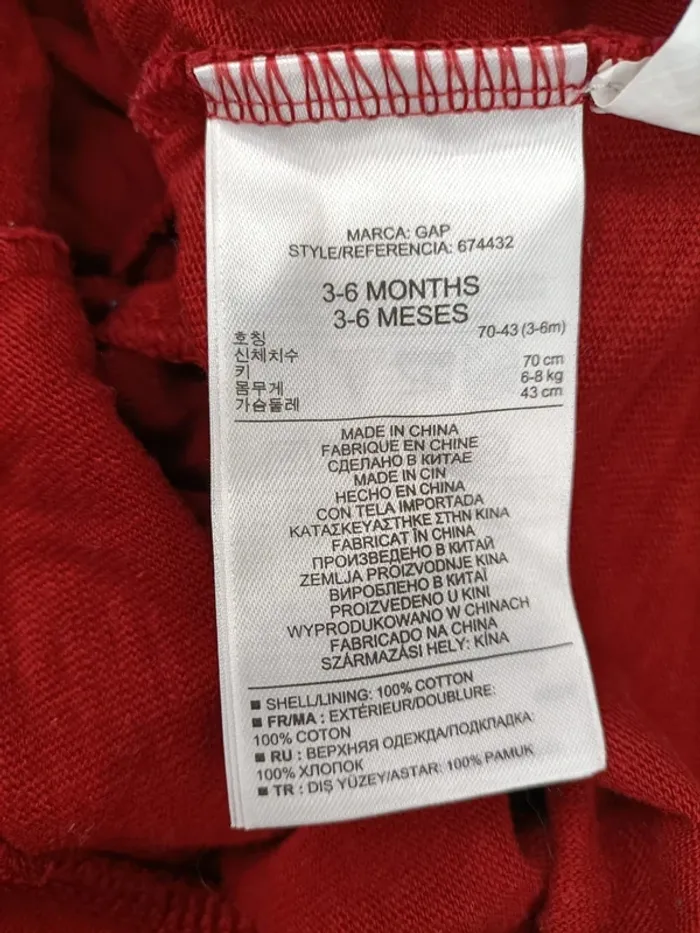 MARCA: GAP
STYLE/REFERENCIA: 674432
3-6 MONTHS
3-6 MESES
호칭 70-43 (3-6m)
신체치수
키 70 cm
몸무게 6-8 kg
가슴둘레 43 cm
MADE IN CHINA
FABRIQUE EN CHINE
СДЕЛАНО В КИТАЕ
MADE IN CIN
HECHO EN CHINA
CON TELA IMPORTADA
ΚΑΤΑΣΚΕΥΑΣΤΗΚΕ ΣΤΗΝ ΚΙΝΑ
FABRICAT ÎN CHINA
ПРОИЗВЕДЕНО В КИТАЙ
ZEMLJA PROIZVODNJE KINA
ВИРОБЛЕНО В КИТАЇ
PROIZVEDENO U KINI
WYPRODUKOWANO W CHINACH
FABRICADO NA CHINA
SZÁRMAZÁSI HELY: KÍNA
■ SHELL/LINING: 100% COTTON
■ FR/MA : EXTÉRIEUR/DOUBLURE:
100% COTON
■ RU : ВЕРХНЯЯ ОДЕЖДА/ПОДКЛАДКА:
100% ХЛОПОК
■ TR : DIŞ YÜZEY/ASTAR: 100% PAMUK